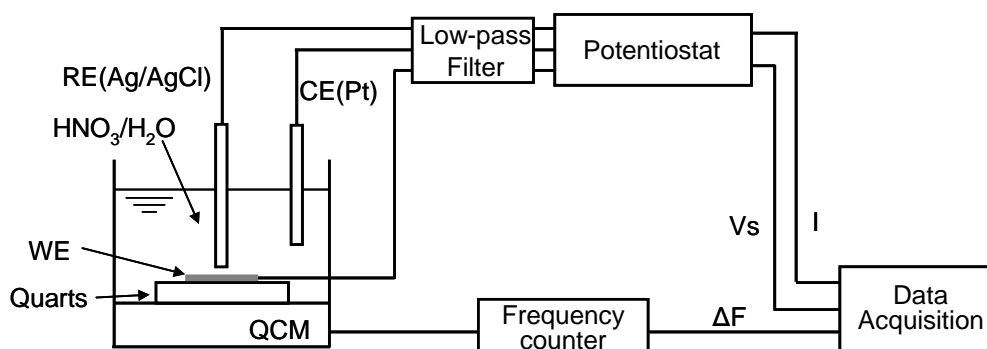 Low-pass
Filter
Potentiostat
RE(Ag/AgCl)
CE(Pt)
HNO₃/H₂O
Vs
I
WE
Quarts
QCM
Frequency
counter
ΔF
Data
Acquisition